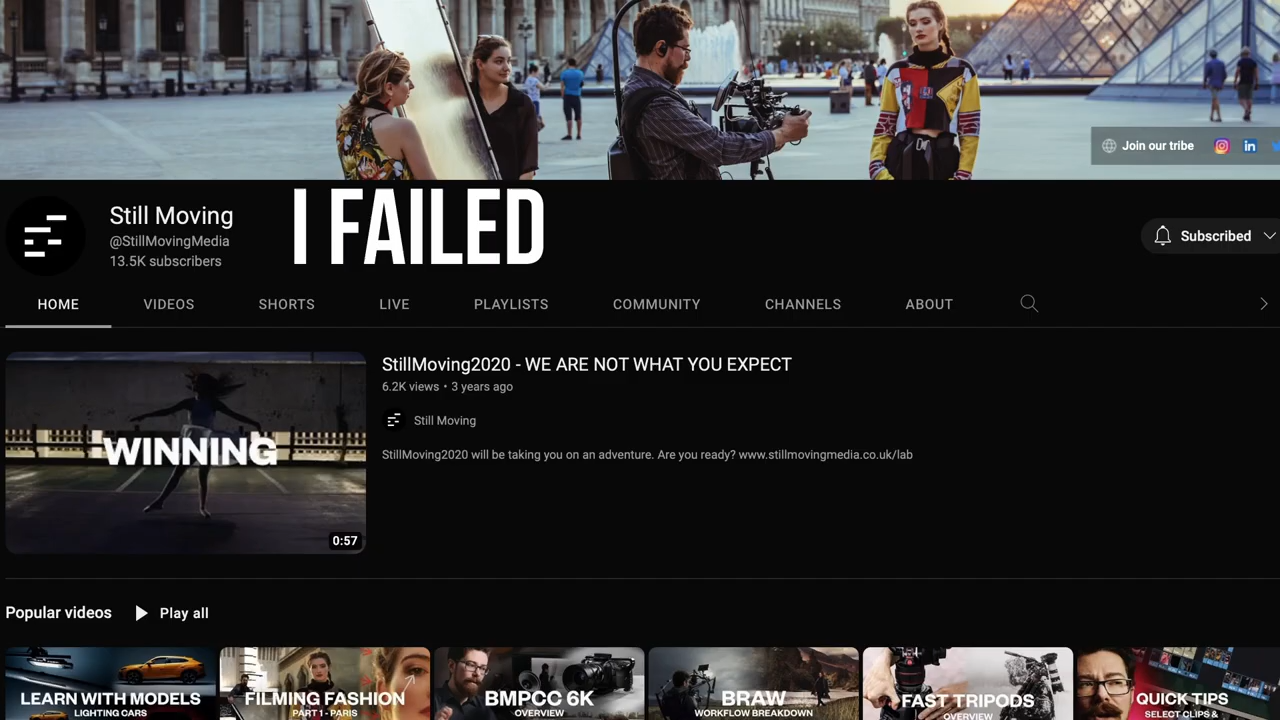 Join our tribe
Still Moving
@StillMovingMedia
13.5K subscribers
I FAILED
Subscribed
HOME VIDEOS SHORTS LIVE PLAYLISTS COMMUNITY CHANNELS ABOUT
WINNING
0:57
StillMoving2020 - WE ARE NOT WHAT YOU EXPECT
6.2K views • 3 years ago
Still Moving
StillMoving2020 will be taking you on an adventure. Are you ready? www.stillmovingmedia.co.uk/lab
Popular videos Play all
LEARN WITH MODELS
LIGHTING CARS
FILMING FASHION
PART 1 - PARIS
BMPCC 6K
OVERVIEW
BRAW
WORKFLOW BREAKDOWN
FAST TRIPODS
OVERVIEW
QUICK TIPS
SELECT CLIPS &